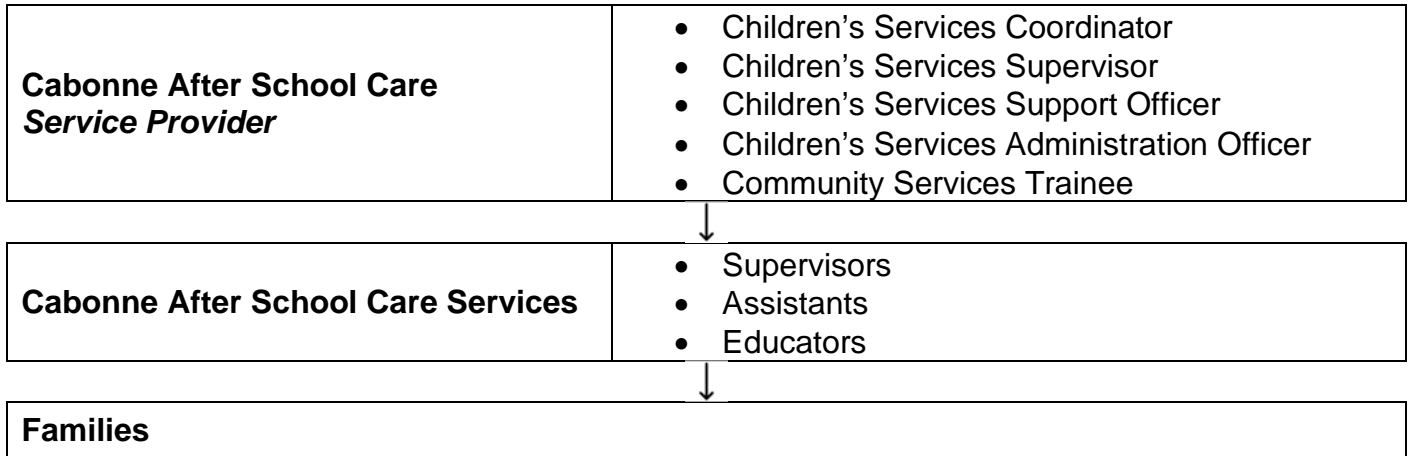 Cabonne After School Care
Service Provider
• Children’s Services Coordinator
• Children’s Services Supervisor
• Children’s Services Support Officer
• Children’s Services Administration Officer
• Community Services Trainee
↓
Cabonne After School Care Services
• Supervisors
• Assistants
• Educators
↓
Families